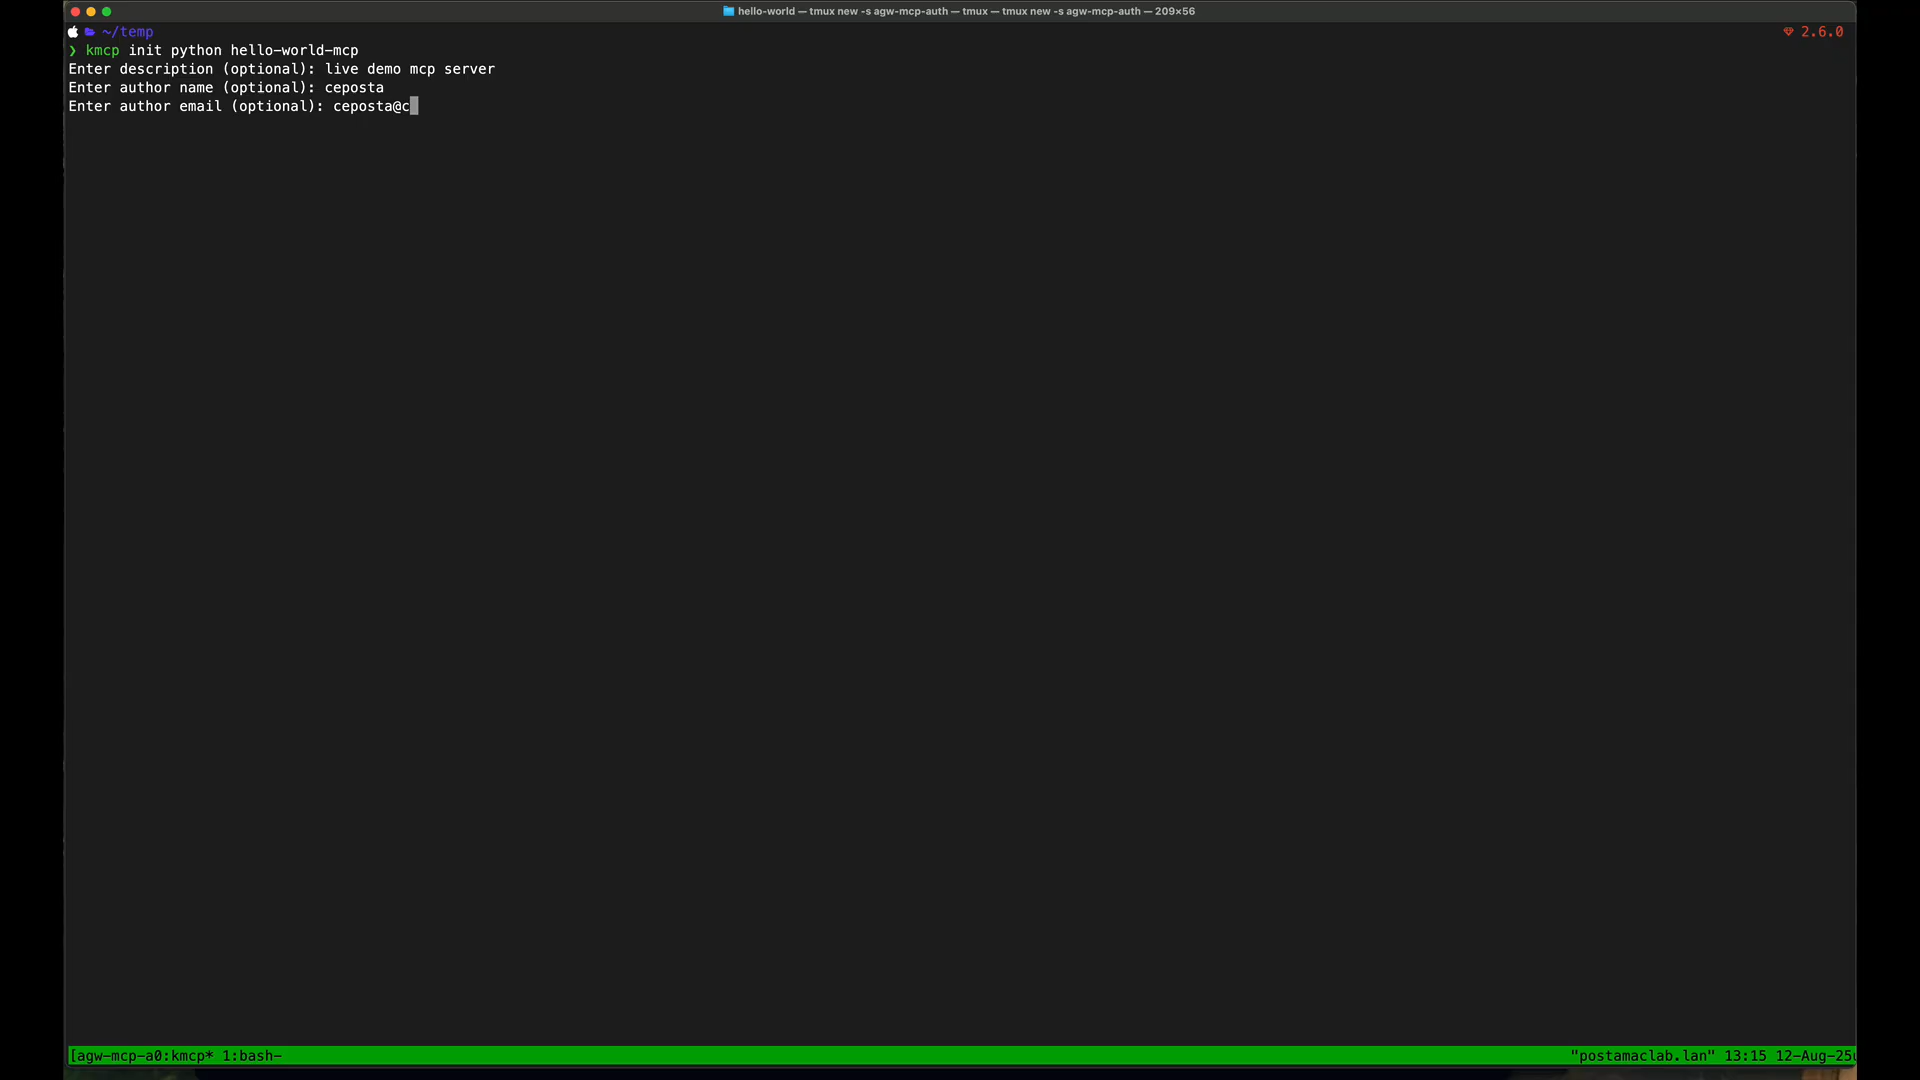 hello-world — tmux new -s agw-mcp-auth — tmux — tmux new -s agw-mcp-auth — 209×56
~/temp 2.6.0
❯ kmcp init python hello-world-mcp
Enter description (optional): live demo mcp server
Enter author name (optional): ceposta
Enter author email (optional): ceposta@c
[agw-mcp-a0:kmcp* 1:bash- "postamaclab.lan" 13:15 12-Aug-25